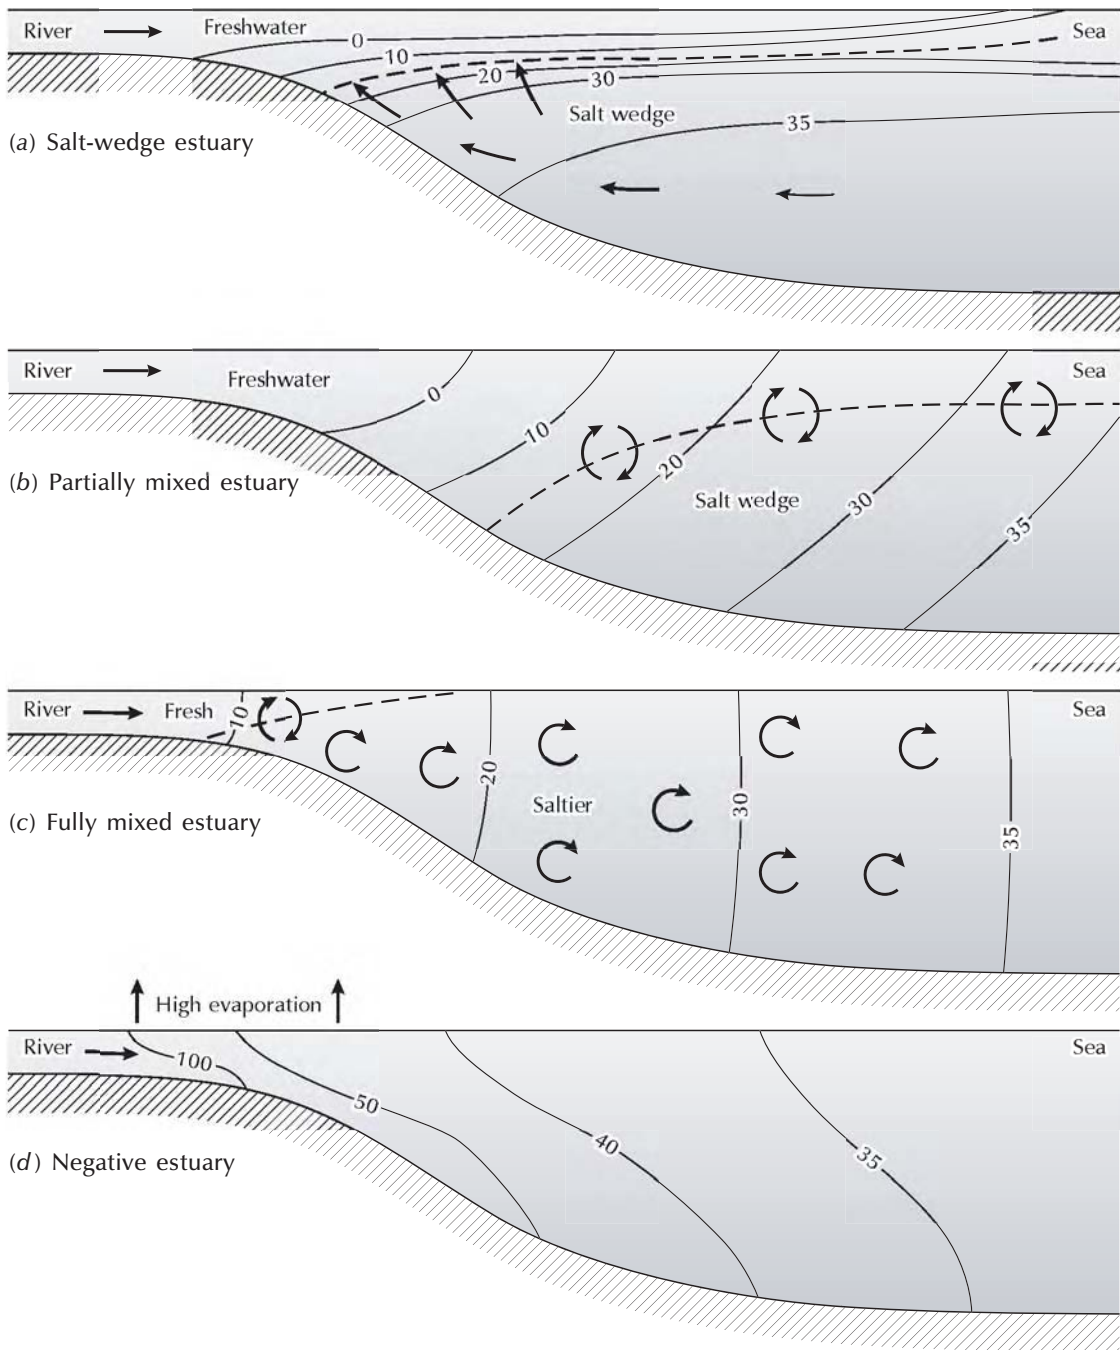 River
Freshwater
0
10
20
30
35
Salt wedge
Sea
(a) Salt-wedge estuary
River
Freshwater
0
10
20
30
35
Salt wedge
Sea
(b) Partially mixed estuary
River
Fresh
10
20
30
35
Saltier
Sea
(c) Fully mixed estuary
High evaporation
River
100
50
40
35
Sea
(d) Negative estuary